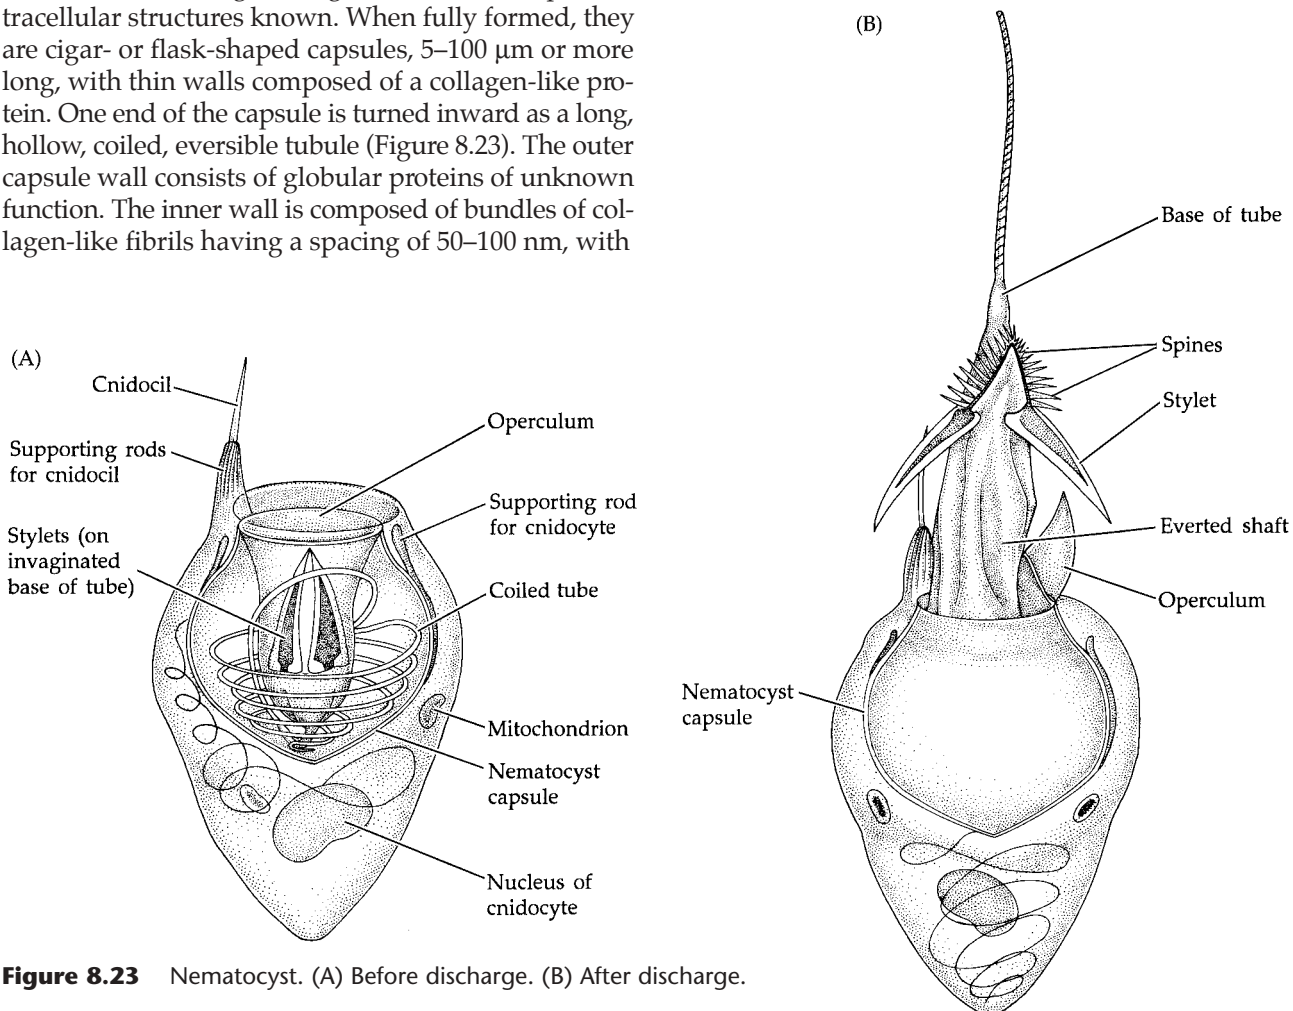 tracellular structures known. When fully formed, they
are cigar- or flask-shaped capsules, 5–100 μm or more
long, with thin walls composed of a collagen-like pro-
tein. One end of the capsule is turned inward as a long,
hollow, coiled, eversible tubule (Figure 8.23). The outer
capsule wall consists of globular proteins of unknown
function. The inner wall is composed of bundles of col-
lagen-like fibrils having a spacing of 50–100 nm, with
(A)
Cnidocil
Supporting rods
for cnidocil
Stylets (on
invaginated
base of tube)
Operculum
Supporting rod
for cnidocyte
Coiled tube
Mitochondrion
Nematocyst
capsule
Nucleus of
cnidocyte
(B)
Base of tube
Spines
Stylet
Everted shaft
Operculum
Nematocyst
capsule
Figure 8.23 Nematocyst. (A) Before discharge. (B) After discharge.